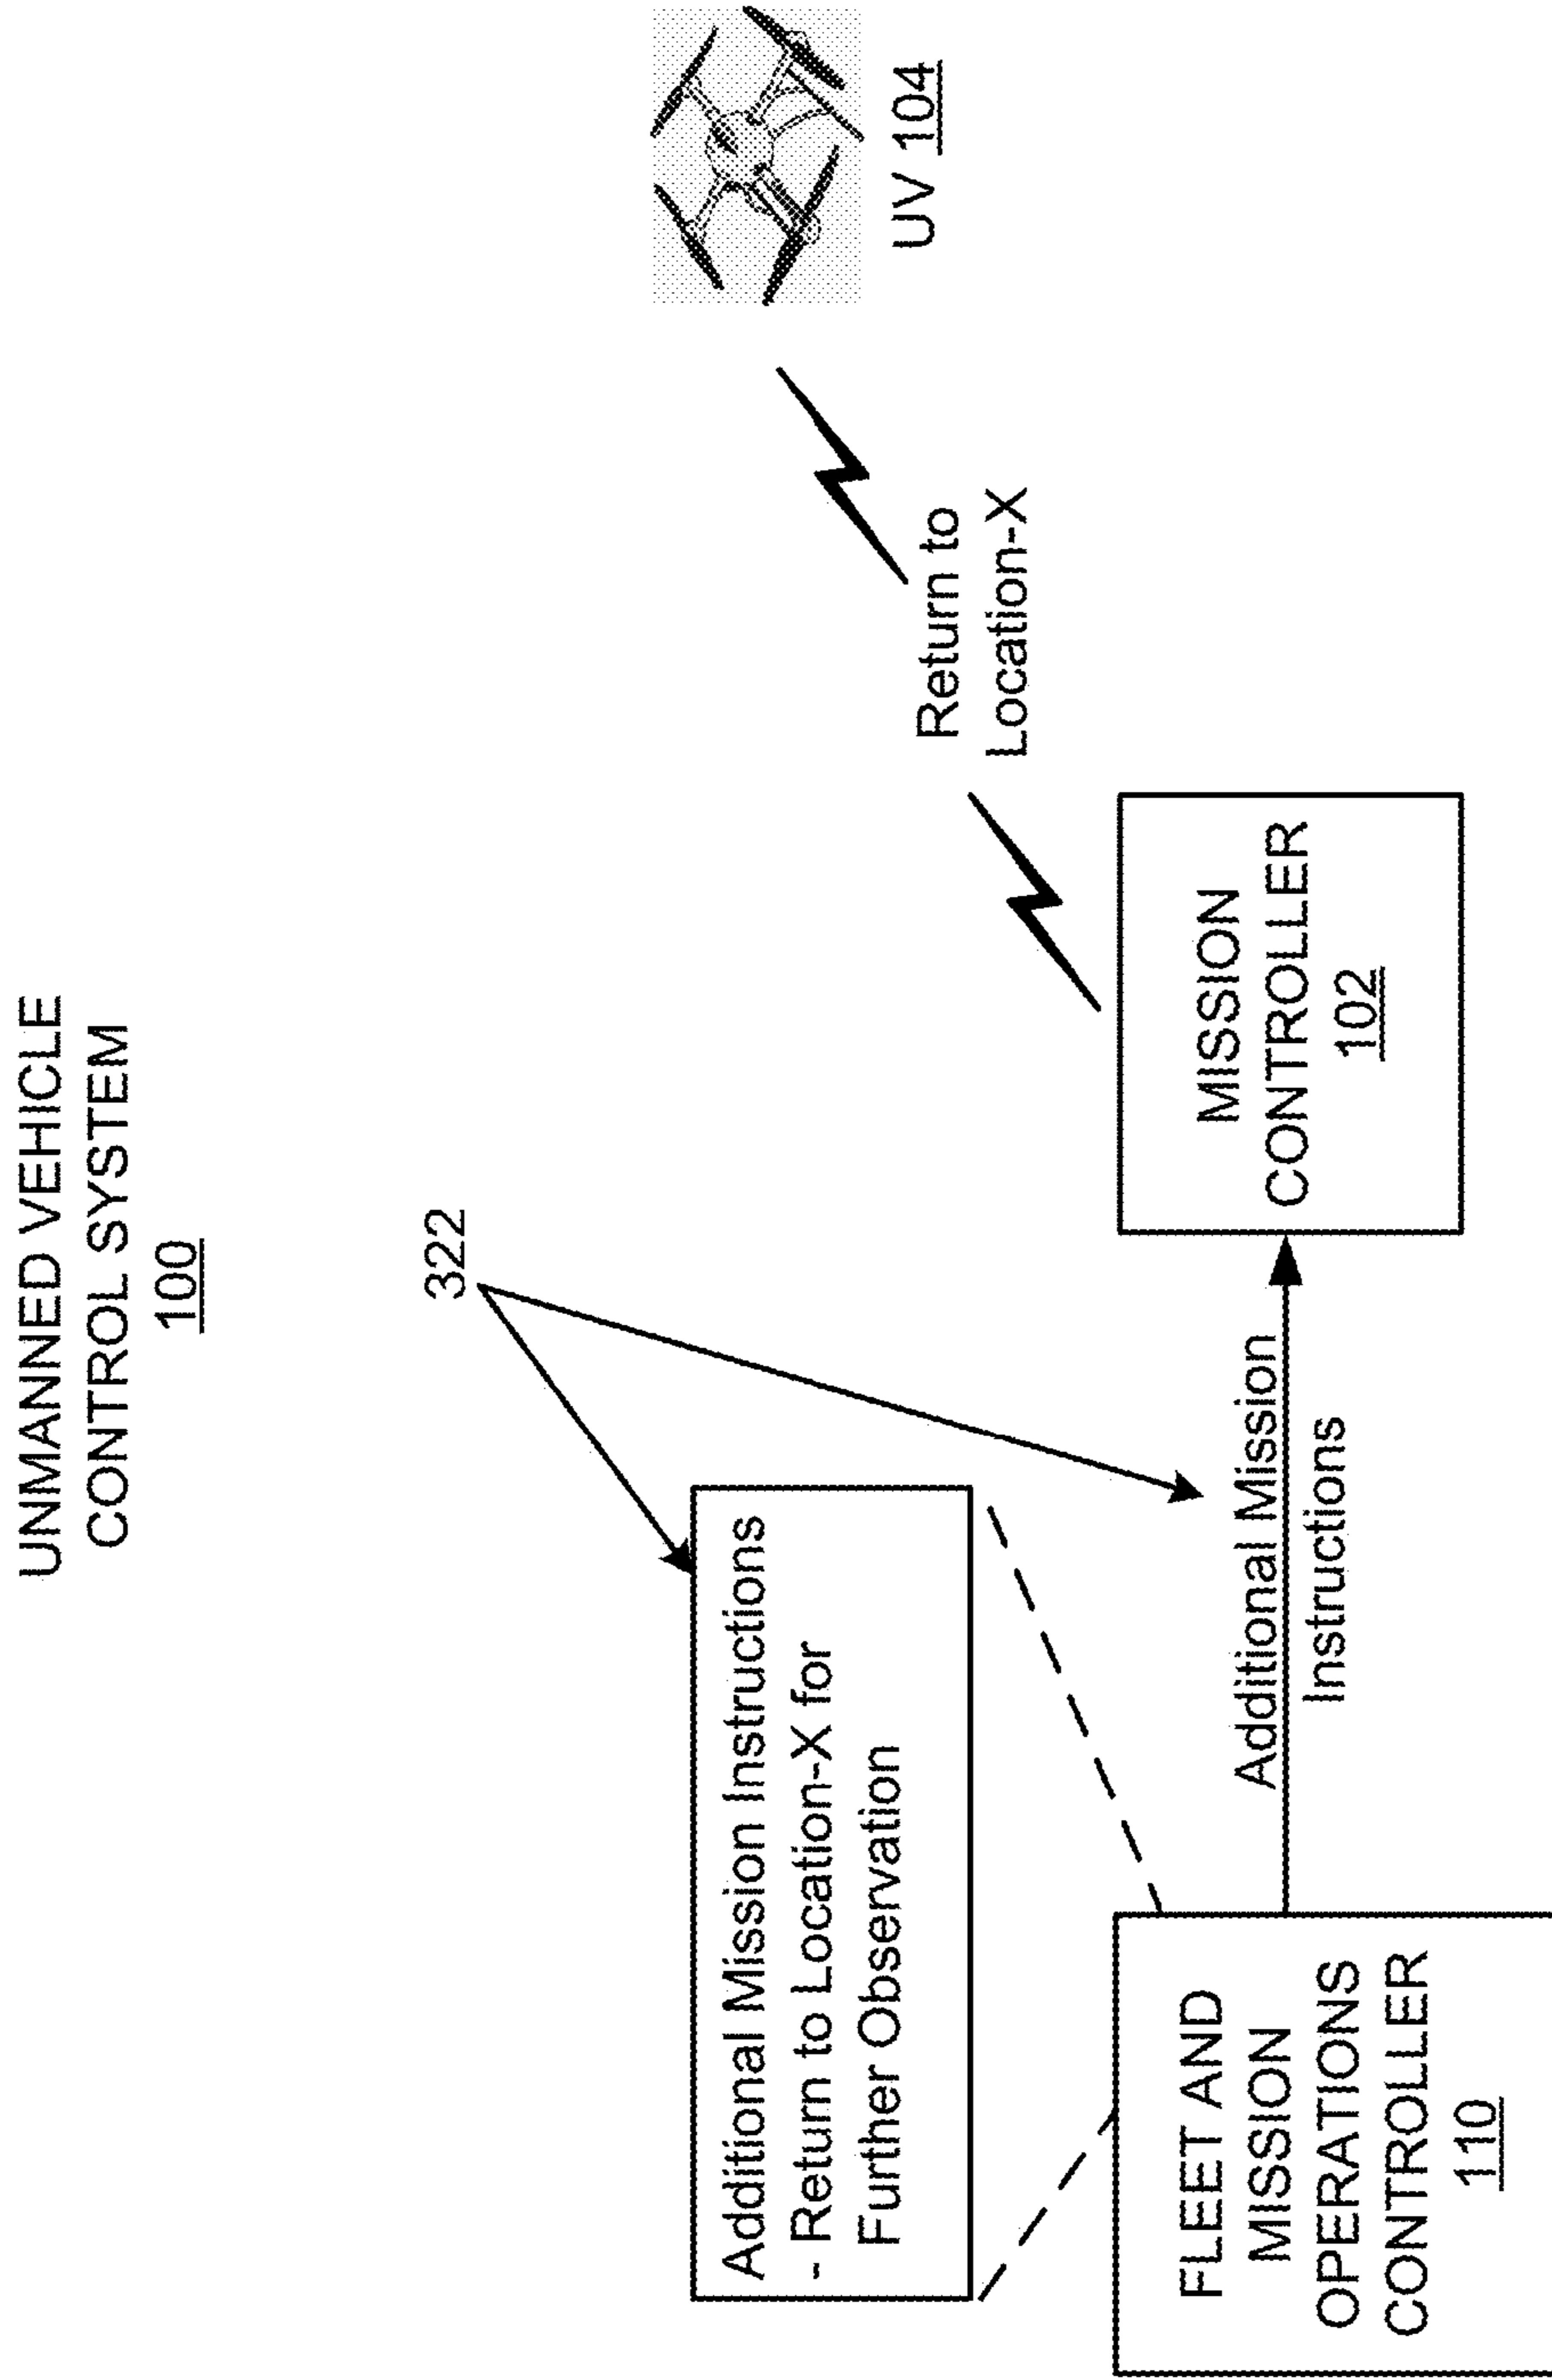 UNMANNED VEHICLE
CONTROL SYSTEM
100
322
Additional Mission Instructions
- Return to Location-X for
Further Observation
UV 104
Return to
Location-X
FLEET AND
MISSION
OPERATIONS
CONTROLLER
110
Additional Mission
Instructions
MISSION
CONTROLLER
102